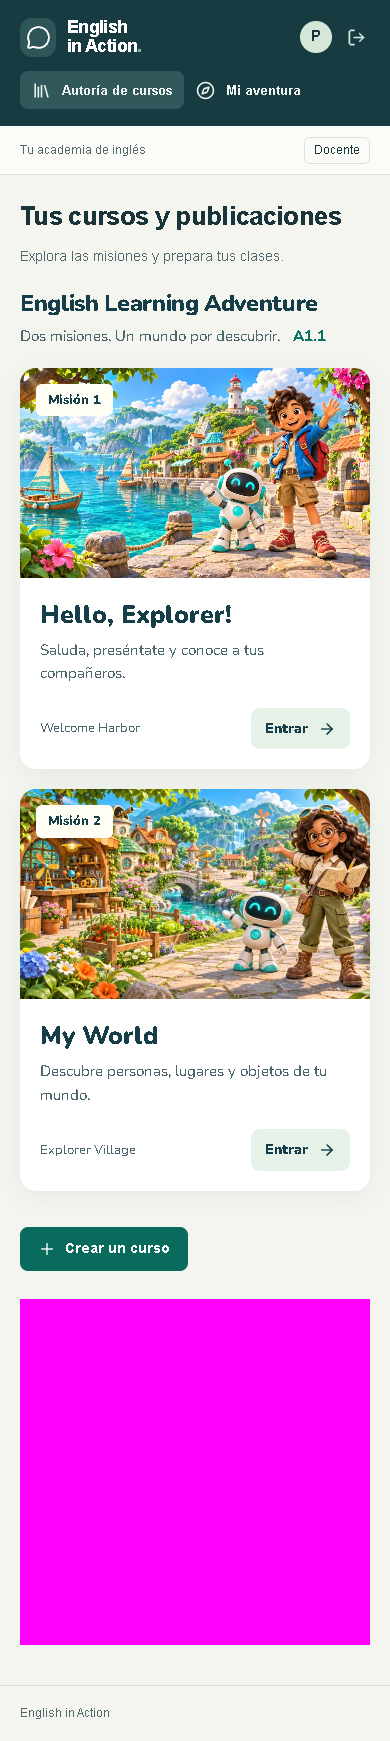 English
in Action.
P
Autoría de cursos
Mi aventura
Tu academia de inglés
Docente
Tus cursos y publicaciones
Explora las misiones y prepara tus clases.
English Learning Adventure
Dos misiones. Un mundo por descubrir. A1.1
Misión 1
Hello, Explorer!
Saluda, preséntate y conoce a tus
compañeros.
Welcome Harbor
Entrar
Misión 2
My World
Descubre personas, lugares y objetos de tu
mundo.
Explorer Village
Entrar
Crear un curso
English in Action